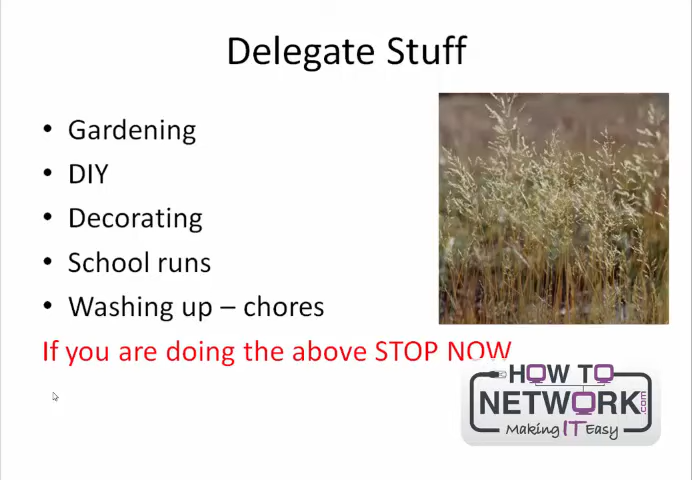 Delegate Stuff
• Gardening
• DIY
• Decorating
• School runs
• Washing up – chores
If you are doing the above STOP NOW
HOW TO
NETWORK.com
Making IT Easy